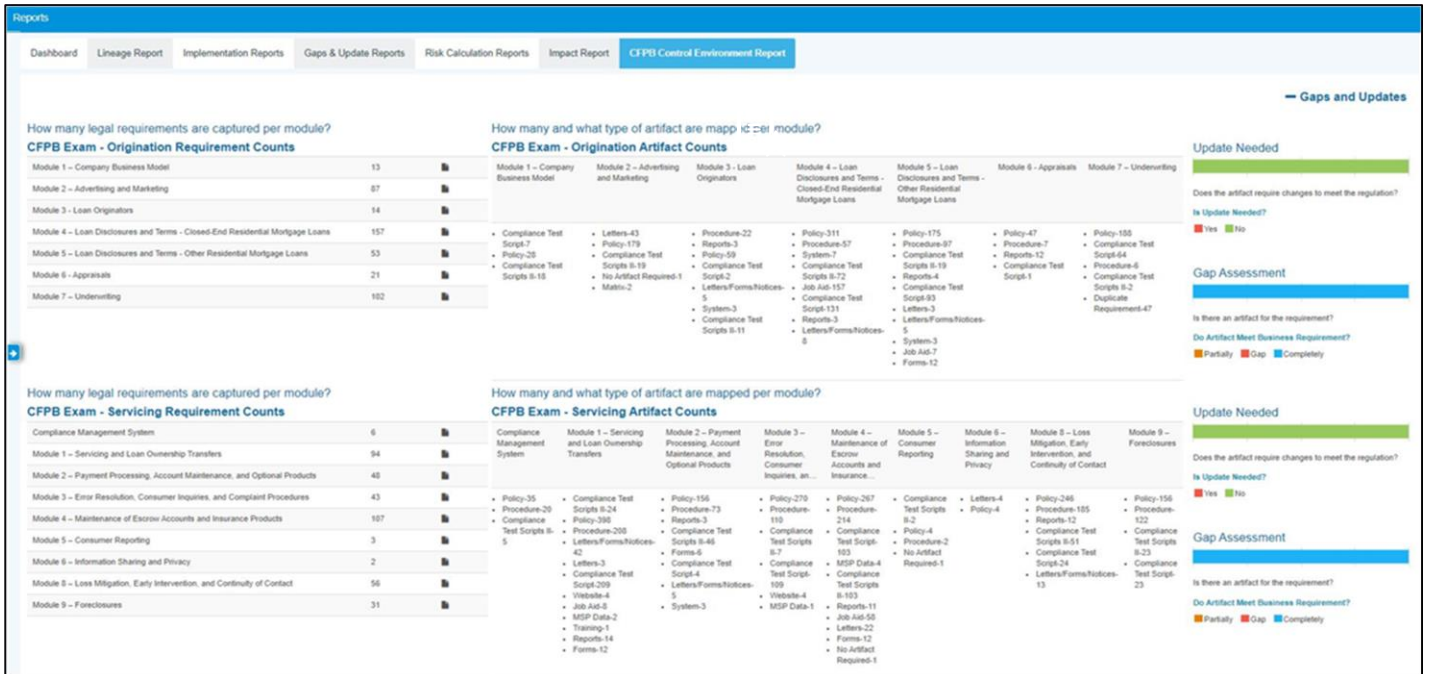 Reports
Dashboard
Lineage Report
Implementation Reports
Gaps & Update Reports
Risk Calculation Reports
Impact Report
CFPB Control Environment Report
Gaps and Updates
How many legal requirements are captured per module?
CFPB Exam - Origination Requirement Counts
Module 1 – Company Business Model 13
Module 2 – Advertising and Marketing 87
Module 3 - Loan Originators 14
Module 4 – Loan Disclosures and Terms - Closed-End Residential Mortgage Loans 157
Module 5 – Loan Disclosures and Terms - Other Residential Mortgage Loans 53
Module 6 - Appraisals 21
Module 7 – Underwriting 102
How many and what type of artifact are mapp per module?
CFPB Exam - Origination Artifact Counts
Module 1 – Company
Business Model
Compliance Test
Script-7
Policy-28
Compliance Test
Scripts II-18
Module 2 – Advertising
and Marketing
Letters-43
Policy-179
Compliance Test
Scripts II-19
No Artifact Required-1
Matrix-2
Module 3 - Loan
Originators
Procedure-22
Reports-3
Policy-59
Compliance Test
Script-2
Letters/Forms/Notices-
5
System-3
Compliance Test
Scripts II-11
Module 4 – Loan
Disclosures and Terms -
Closed-End Residential
Mortgage Loans
Policy-311
Procedure-57
System-7
Compliance Test
Scripts II-72
Job Aid-157
Compliance Test
Script-131
Reports-3
Letters/Forms/Notices-
8
Module 5 – Loan
Disclosures and Terms -
Other Residential
Mortgage Loans
Policy-175
Procedure-97
Compliance Test
Scripts II-19
Reports-4
Compliance Test
Script-93
Letters-3
Letters/Forms/Notices-
5
System-3
Job Aid-7
Forms-12
Module 6 - Appraisals
Policy-47
Procedure-7
Reports-12
Compliance Test
Script-1
Module 7 – Underwriting
Policy-188
Compliance Test
Script-64
Procedure-6
Compliance Test
Scripts II-2
Duplicate
Requirement-47
Update Needed
Does the artifact require changes to meet the regulation?
Is Update Needed?
Yes No
Gap Assessment
Is there an artifact for the requirement?
Do Artifact Meet Business Requirement?
Partially Gap Completely
How many legal requirements are captured per module?
CFPB Exam - Servicing Requirement Counts
Compliance Management System 6
Module 1 – Servicing and Loan Ownership Transfers 94
Module 2 – Payment Processing, Account Maintenance, and Optional Products 48
Module 3 – Error Resolution, Consumer Inquiries, and Complaint Procedures 43
Module 4 – Maintenance of Escrow Accounts and Insurance Products 107
Module 5 – Consumer Reporting 3
Module 6 – Information Sharing and Privacy 2
Module 8 – Loss Mitigation, Early Intervention, and Continuity of Contact 56
Module 9 – Foreclosures 31
How many and what type of artifact are mapped per module?
CFPB Exam - Servicing Artifact Counts
Compliance
Management
System
Policy-35
Procedure-20
Compliance
Test Scripts II-
5
Module 1 – Servicing
and Loan Ownership
Transfers
Compliance Test
Scripts II-24
Policy-398
Procedure-208
Letters/Forms/Notices-
42
Letters-3
Compliance Test
Script-209
Website-4
Job Aid-8
MSP Data-2
Training-1
Reports-14
Forms-12
Module 2 – Payment
Processing, Account
Maintenance, and
Optional Products
Policy-156
Procedure-73
Reports-3
Compliance Test
Scripts II-46
Forms-6
Compliance Test
Script-4
Letters/Forms/Notices-
5
System-3
Module 3 –
Error
Resolution,
Consumer
Inquiries, an...
Policy-270
Procedure-
110
Compliance
Test Scripts
II-7
Compliance
Test Script-
109
Website-4
MSP Data-1
Module 4 –
Maintenance of
Escrow
Accounts and
Insurance...
Policy-267
Procedure-
214
Compliance
Test Script-
103
MSP Data-4
Compliance
Test Scripts
II-103
Reports-11
Job Aid-58
Letters-22
Forms-12
No Artifact
Required-1
Module 5 –
Consumer
Reporting
Compliance
Test Scripts
II-2
Policy-4
Procedure-2
No Artifact
Required-1
Module 6 –
Information
Sharing and
Privacy
Letters-4
Policy-4
Module 8 – Loss
Mitigation, Early
Intervention, and
Continuity of Contact
Policy-246
Procedure-185
Reports-12
Compliance Test
Scripts II-51
Compliance Test
Script-24
Letters/Forms/Notices-
13
Module 9 –
Foreclosures
Policy-156
Procedure-
122
Compliance
Test Scripts
II-23
Compliance
Test Script-
23
Update Needed
Does the artifact require changes to meet the regulation?
Is Update Needed?
Yes No
Gap Assessment
Is there an artifact for the requirement?
Do Artifact Meet Business Requirement?
Partially Gap Completely